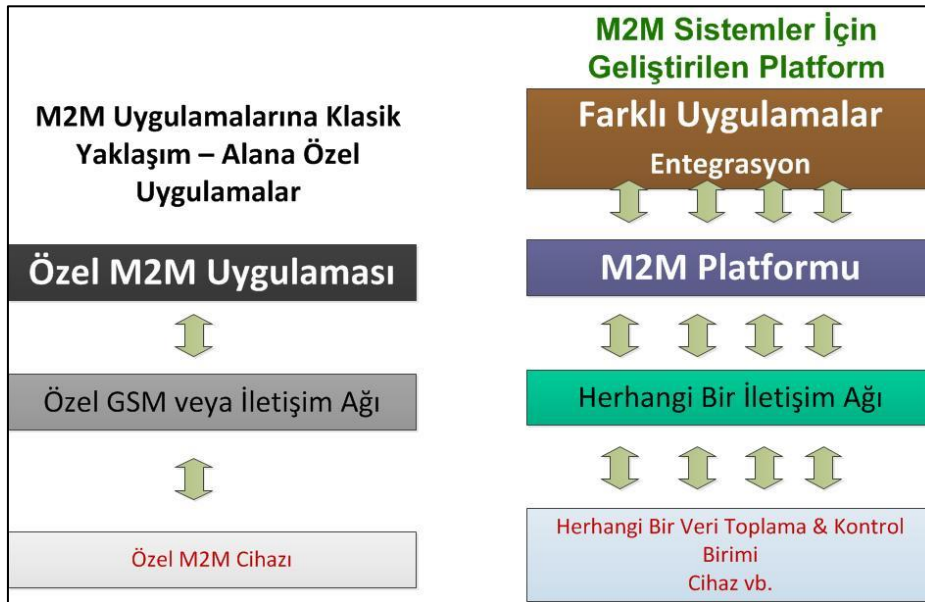 M2M Uygulamalarına Klasik
Yaklaşım – Alana Özel
Uygulamalar
Özel M2M Uygulaması
Özel GSM veya İletişim Ağı
Özel M2M Cihazı
M2M Sistemler İçin
Geliştirilen Platform
Farklı Uygulamalar
Entegrasyon
M2M Platformu
Herhangi Bir İletişim Ağı
Herhangi Bir Veri Toplama & Kontrol
Birimi
Cihaz vb.